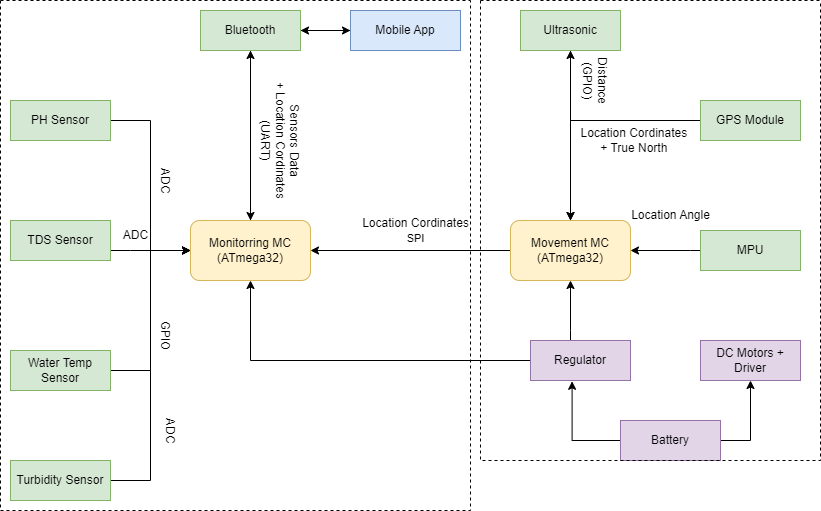 Bluetooth
Mobile App
Ultrasonic
Distance
(GPIO)
Sensors Data
+ Location Cordinates
(UART)
PH Sensor
GPS Module
Location Cordinates
+ True North
ADC
TDS Sensor
ADC
Monitorring MC
(ATmega32)
Location Cordinates
SPI
Movement MC
(ATmega32)
Location Angle
MPU
GPIO
Water Temp
Sensor
Regulator
DC Motors +
Driver
ADC
Battery
Turbidity Sensor